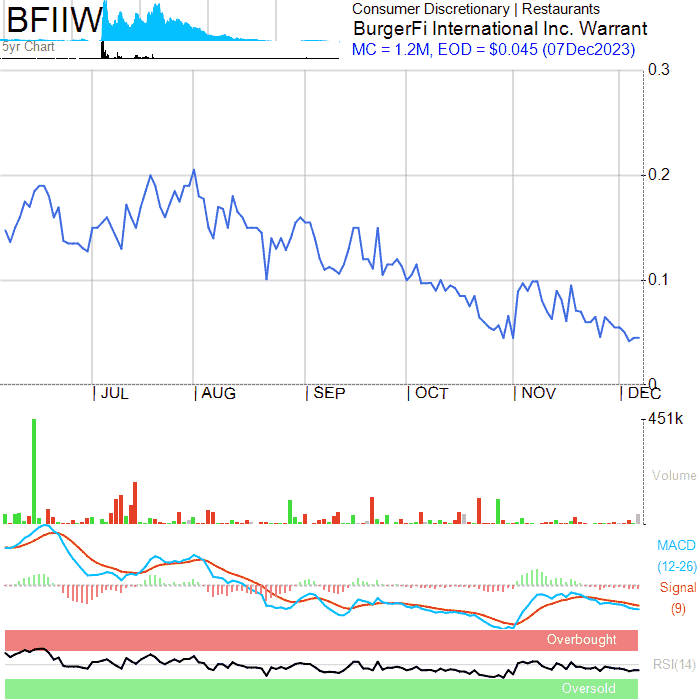 BFIIW
5yr Chart
Consumer Discretionary | Restaurants
BurgerFi International Inc. Warrant
MC = 1.2M, EOD = $0.045 (07Dec2023)
0.3
0.2
0.1
0
| JUL | AUG | SEP | OCT | NOV | DEC
451k
Volume
MACD
(12-26)
Signal
(9)
Overbought
RSI(14)
Oversold